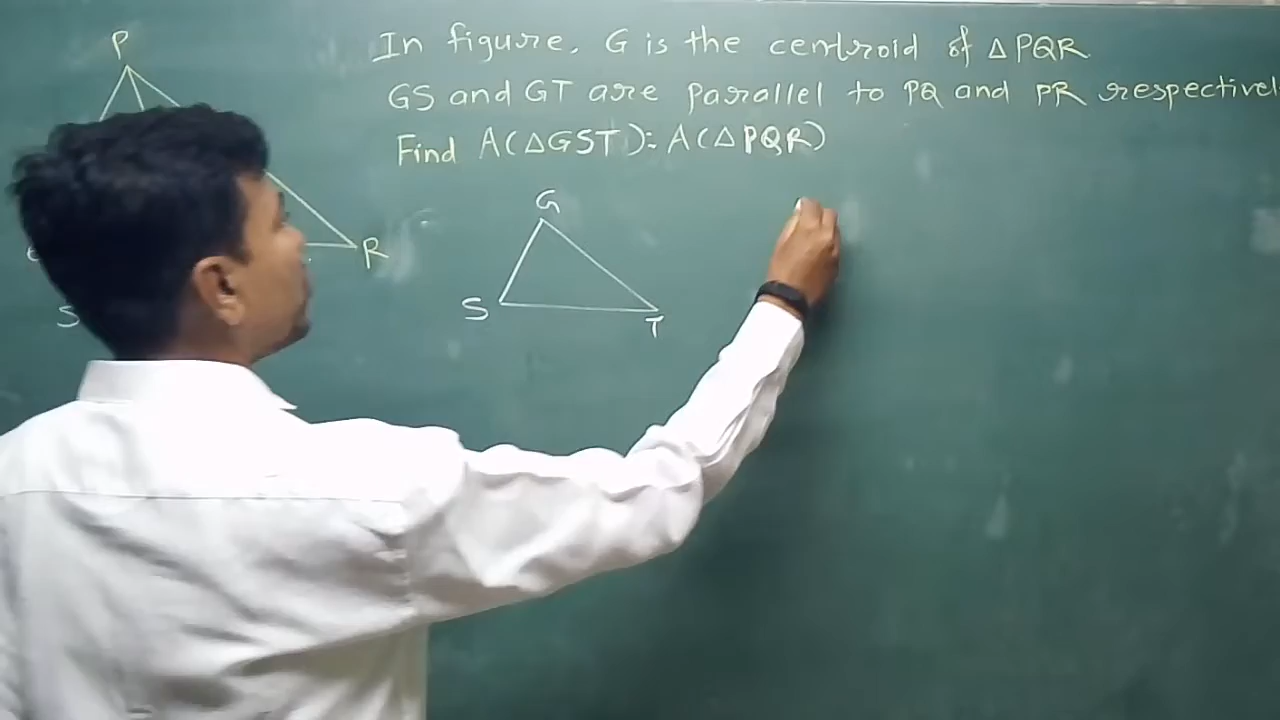 In figure, G is the centroid of △PQR
GS and GT are parallel to PQ and PR respectivel
Find A(△GST):A(△PQR)
P
R
S
G
S
T